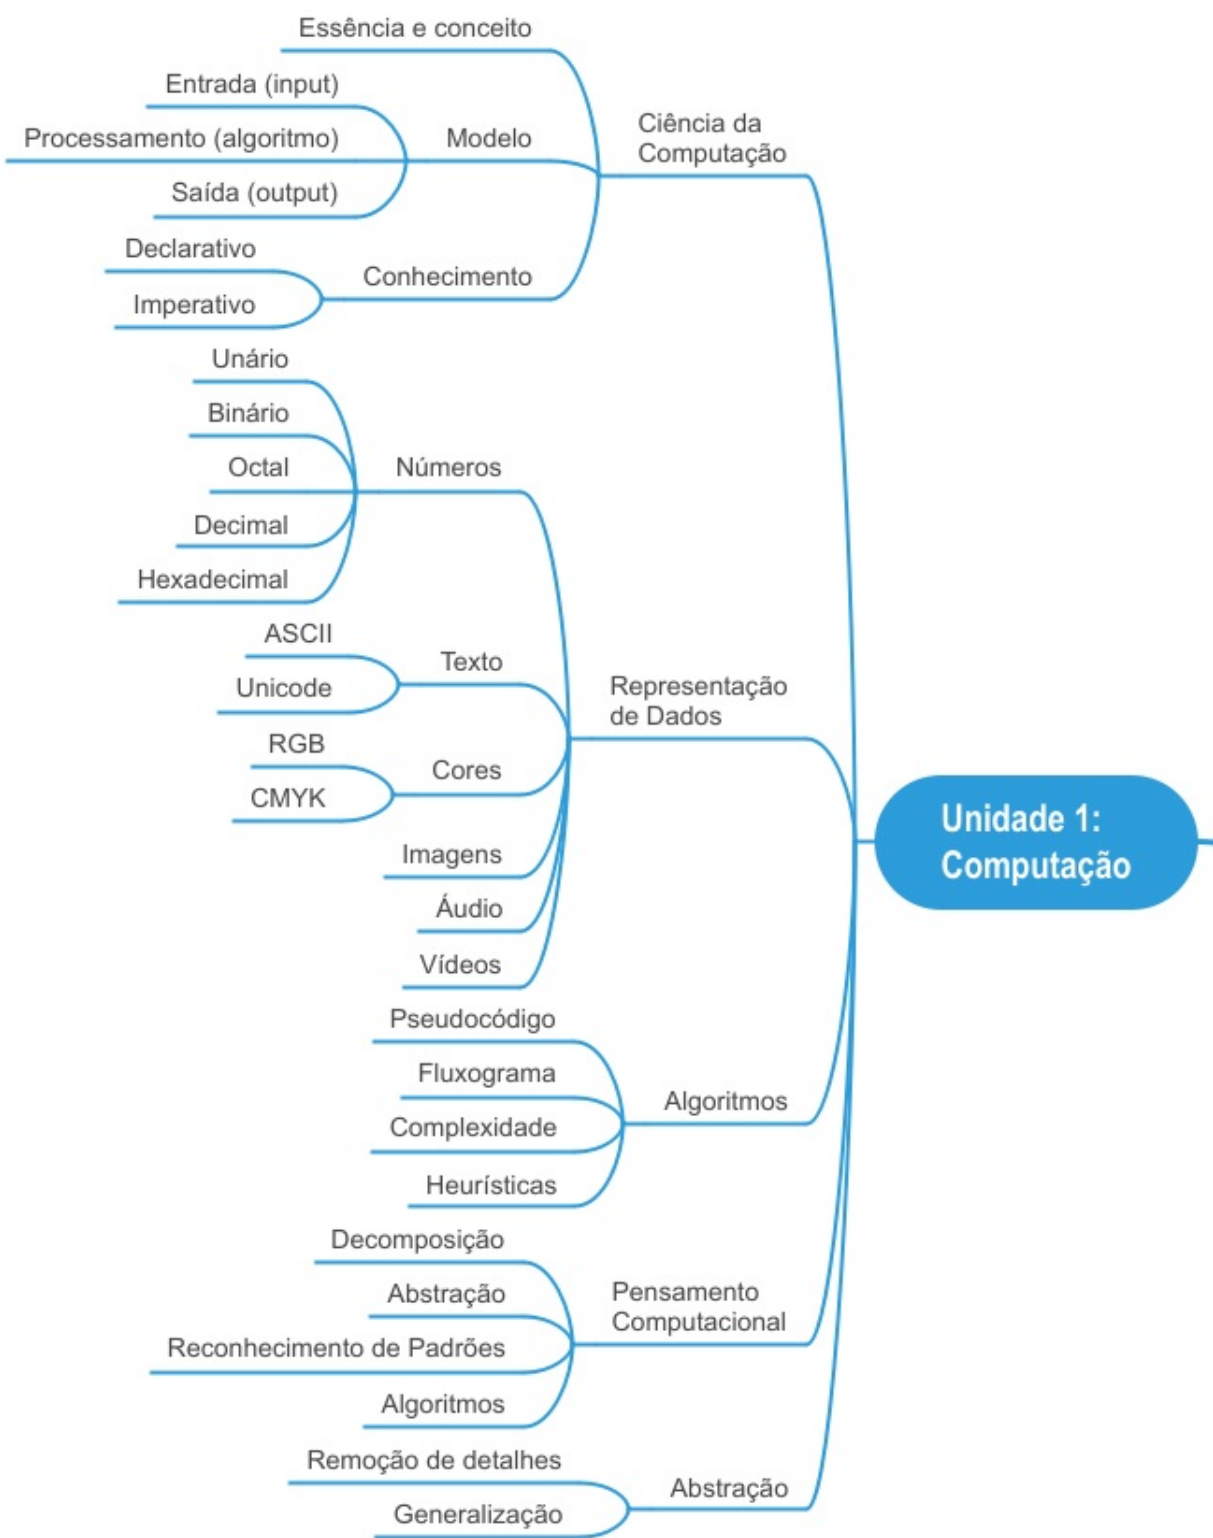 Essência e conceito
Entrada (input)
Processamento (algoritmo)
Saída (output)
Modelo
Declarativo
Imperativo
Conhecimento
Ciência da
Computação
Unário
Binário
Octal
Decimal
Hexadecimal
Números
ASCII
Unicode
Texto
RGB
CMYK
Cores
Imagens
Áudio
Vídeos
Representação
de Dados
Pseudocódigo
Fluxograma
Complexidade
Heurísticas
Algoritmos
Decomposição
Abstração
Reconhecimento de Padrões
Algoritmos
Pensamento
Computacional
Remoção de detalhes
Generalização
Abstração
Unidade 1:
Computação